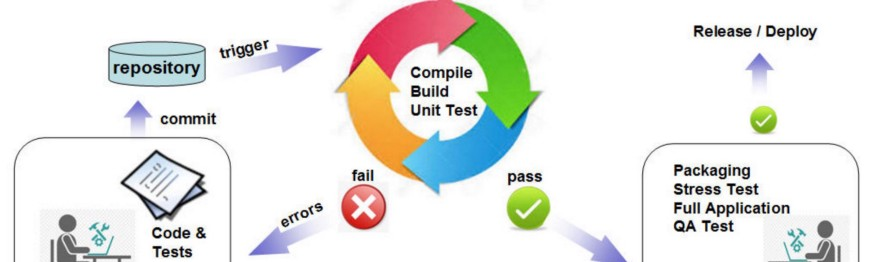 repository
trigger
commit
Code &
Tests
Compile
Build
Unit Test
fail
pass
errors
Release / Deploy
Packaging
Stress Test
Full Application
QA Test